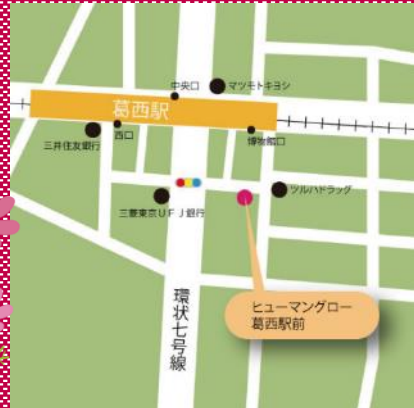 中央口
マツモトキヨシ
葛西駅
三井住友銀行
西口
博物館口
三菱東京UFJ銀行
ツルハドラッグ
環状七号線
ヒューマングロー
葛西駅前